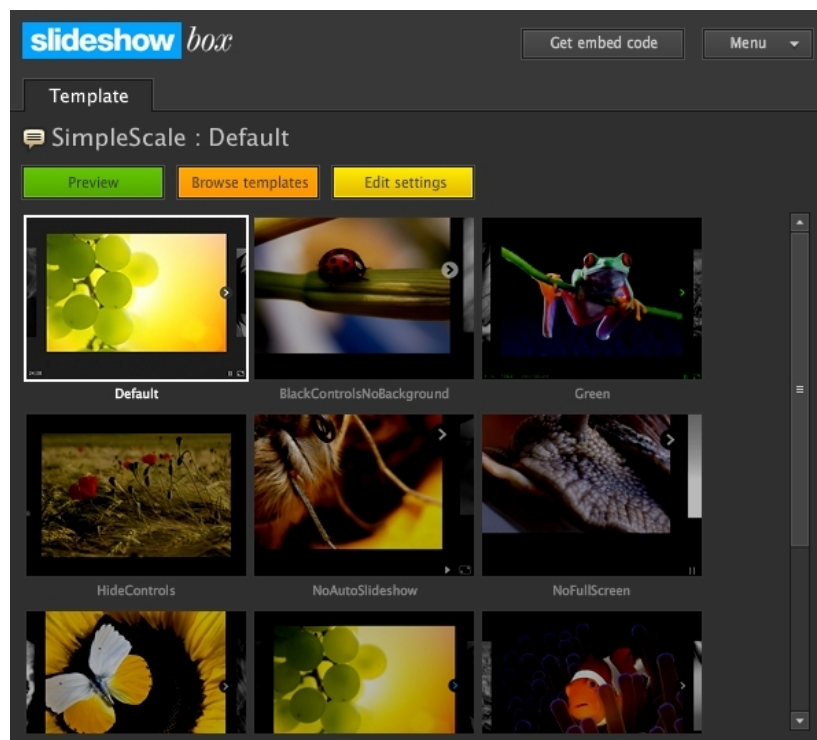 slideshow box
Get embed code
Menu
Template
SimpleScale : Default
Preview
Browse templates
Edit settings
Default
BlackControlsNoBackground
Green
HideControls
NoAutoSlideshow
NoFullScreen